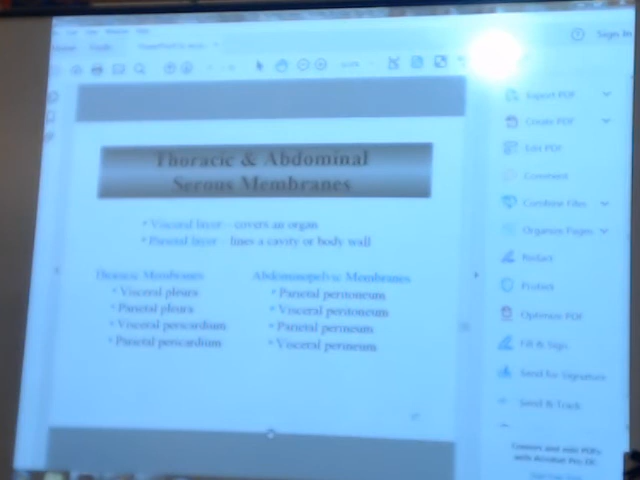 Sign In
Export PDF
Create PDF
Edit PDF
Comment
Combine Files
Organize Pages
Redact
Protect
Optimize PDF
Fill & Sign
Send for Signature
Send & Track
Thoracic & Abdominal
Serous Membranes
• Visceral layer – covers an organ
• Parietal layer – lines a cavity or body wall
Thoracic Membranes
• Visceral pleura
• Parietal pleura
• Visceral pericardium
• Parietal pericardium
Abdominopelvic Membranes
• Parietal peritoneum
• Visceral peritoneum
• Parietal perineum
• Visceral perineum